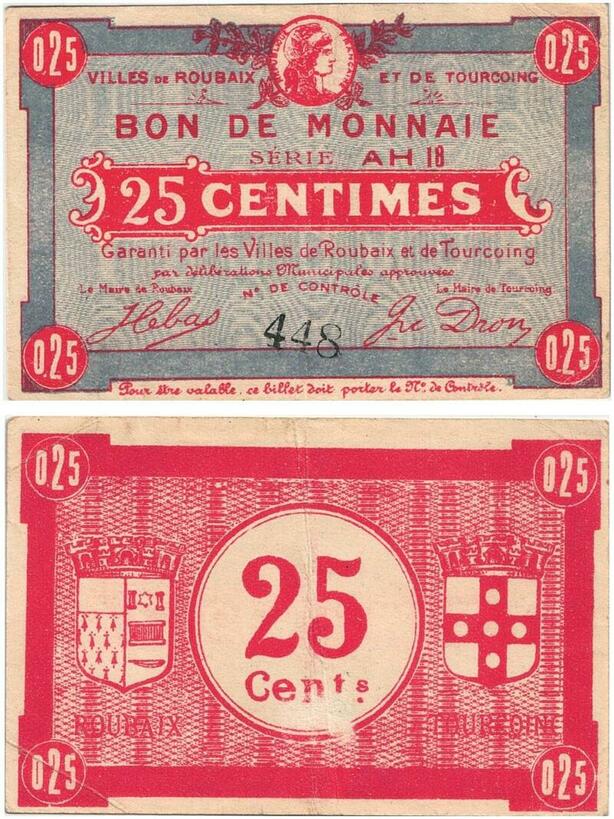 0,25 0,25
VILLES DE ROUBAIX ET DE TOURCOING
BON DE MONNAIE
SÉRIE AH 18
25 CENTIMES
Garanti par les Villes de Roubaix et de Tourcoing
par délibérations Municipales approuvées
Le Maire de Roubaix Le Maire de Tourcoing
N° DE CONTRÔLE
448
0,25 0,25
Pour être valable, ce billet doit porter le N° de Contrôle.
0,25 0,25
25
Cents
ROUBAIX TOURCOING
0,25 0,25